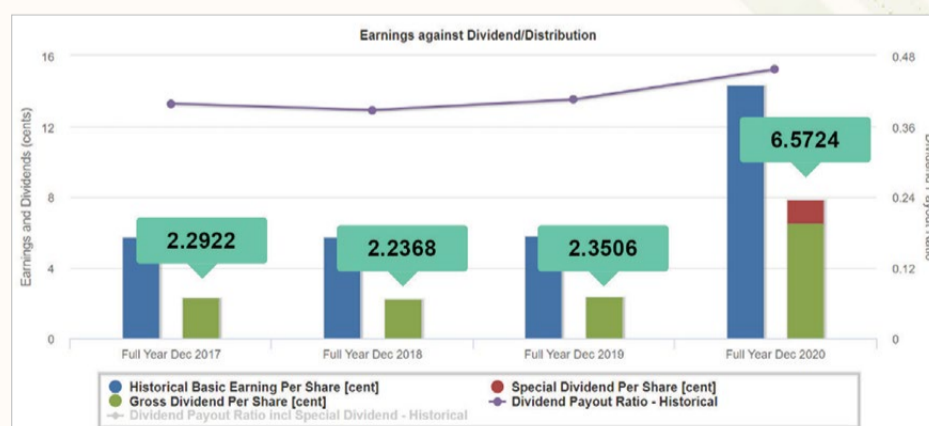 Earnings against Dividend/Distribution
16
0.48
12
0.36
8
0.24
4
0.12
0
0
Earnings and Dividends (cents)
Dividend Payout Ratio
2.2922
2.2368
2.3506
6.5724
Full Year Dec 2017
Full Year Dec 2018
Full Year Dec 2019
Full Year Dec 2020
Historical Basic Earning Per Share [cent]
Special Dividend Per Share [cent]
Gross Dividend Per Share [cent]
Dividend Payout Ratio - Historical
Dividend Payout Ratio incl Special Dividend - Historical